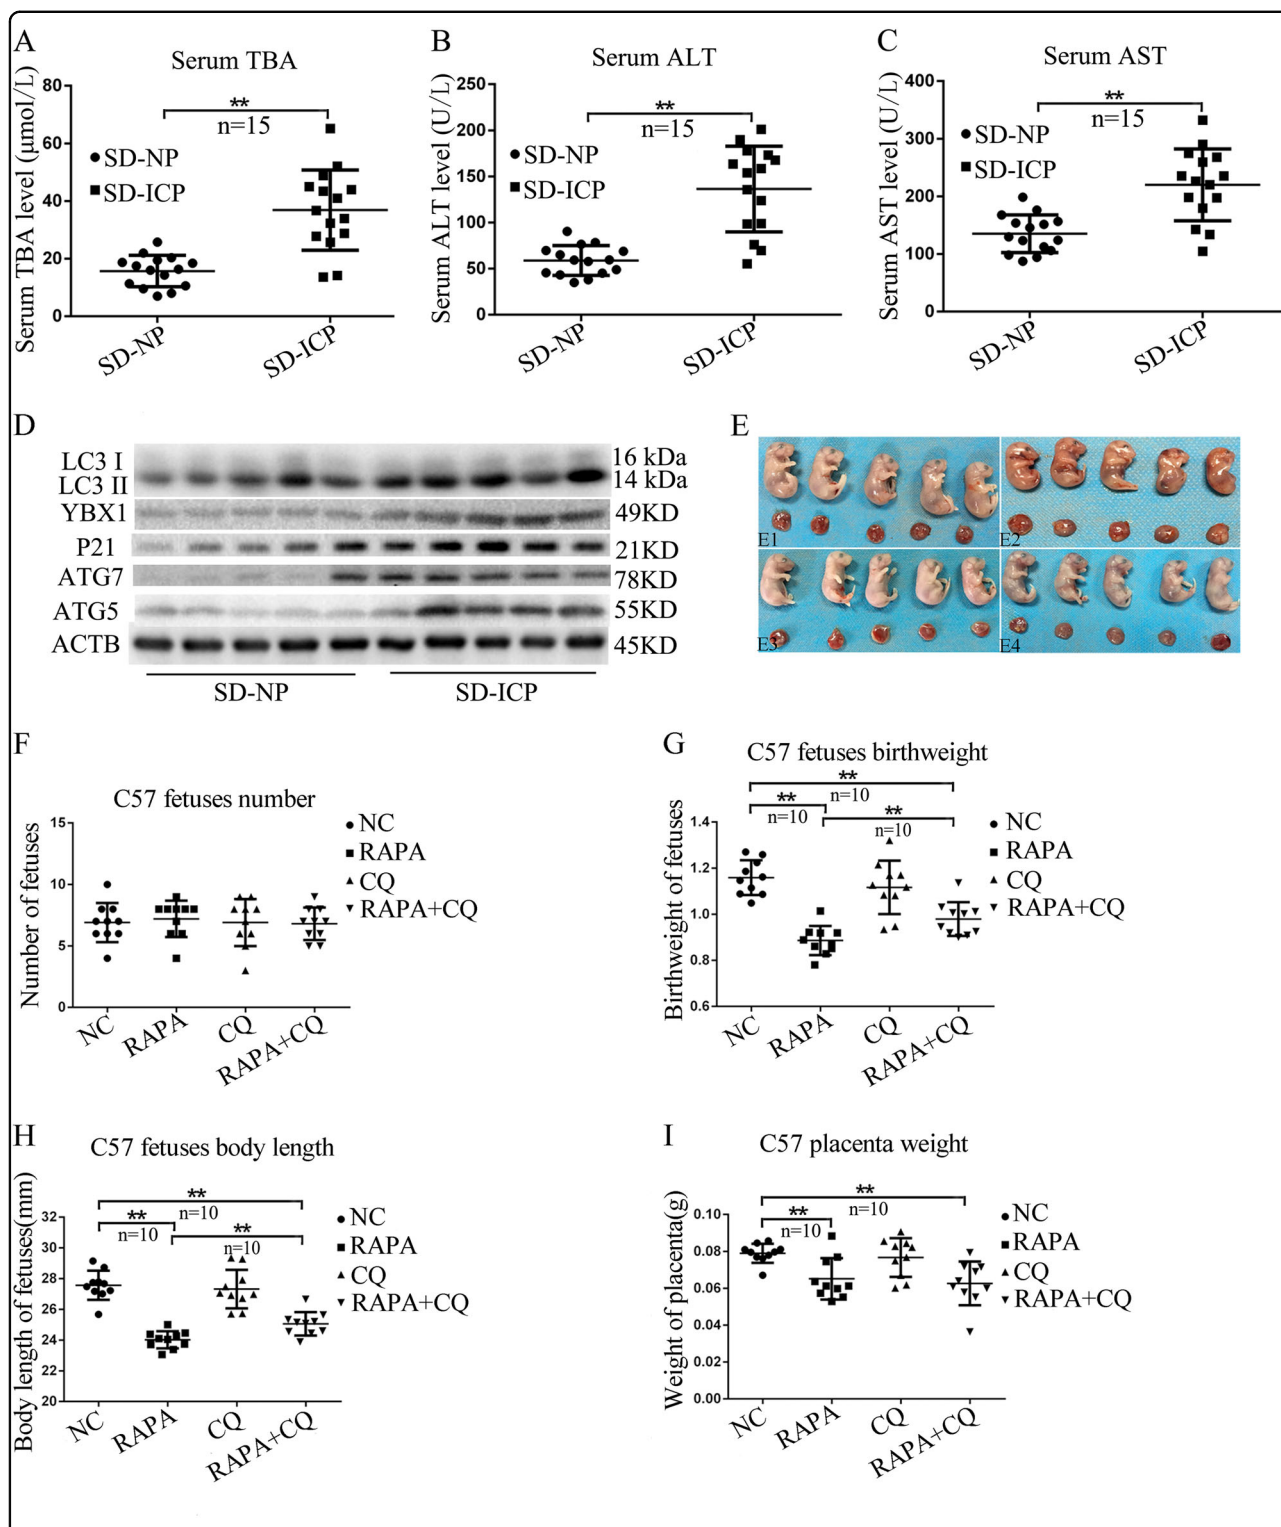 A
Serum TBA
Serum TBA level (μmol/L)
80
60
40
20
0
**
n=15
SD-NP
SD-ICP
SD-NP
SD-ICP
B
Serum ALT
Serum ALT level (U/L)
250
200
150
100
50
0
**
n=15
SD-NP
SD-ICP
SD-NP
SD-ICP
C
Serum AST
Serum AST level (U/L)
400
300
200
100
0
**
n=15
SD-NP
SD-ICP
SD-NP
SD-ICP
D
LC3 I
16 kDa
LC3 II
14 kDa
YBX1
49KD
P21
21KD
ATG7
78KD
ATG5
55KD
ACTB
45KD
SD-NP
SD-ICP
E
E1
E2
E3
E4
F
C57 fetuses number
Number of fetuses
15
10
5
0
NC
RAPA
CQ
RAPA+CQ
NC
RAPA
CQ
RAPA+CQ
G
C57 fetuses birthweight
Birthweight of fetuses
1.4
1.2
1.0
0.8
0.6
**
n=10
**
n=10
**
n=10
NC
RAPA
CQ
RAPA+CQ
NC
RAPA
CQ
RAPA+CQ
H
C57 fetuses body length
Body length of fetuses(mm)
32
30
28
26
24
22
20
**
n=10
**
n=10
**
n=10
NC
RAPA
CQ
RAPA+CQ
NC
RAPA
CQ
RAPA+CQ
I
C57 placenta weight
Weight of placenta(g)
0.10
0.08
0.06
0.04
0.02
0.00
**
n=10
**
n=10
NC
RAPA
CQ
RAPA+CQ
NC
RAPA
CQ
RAPA+CQ